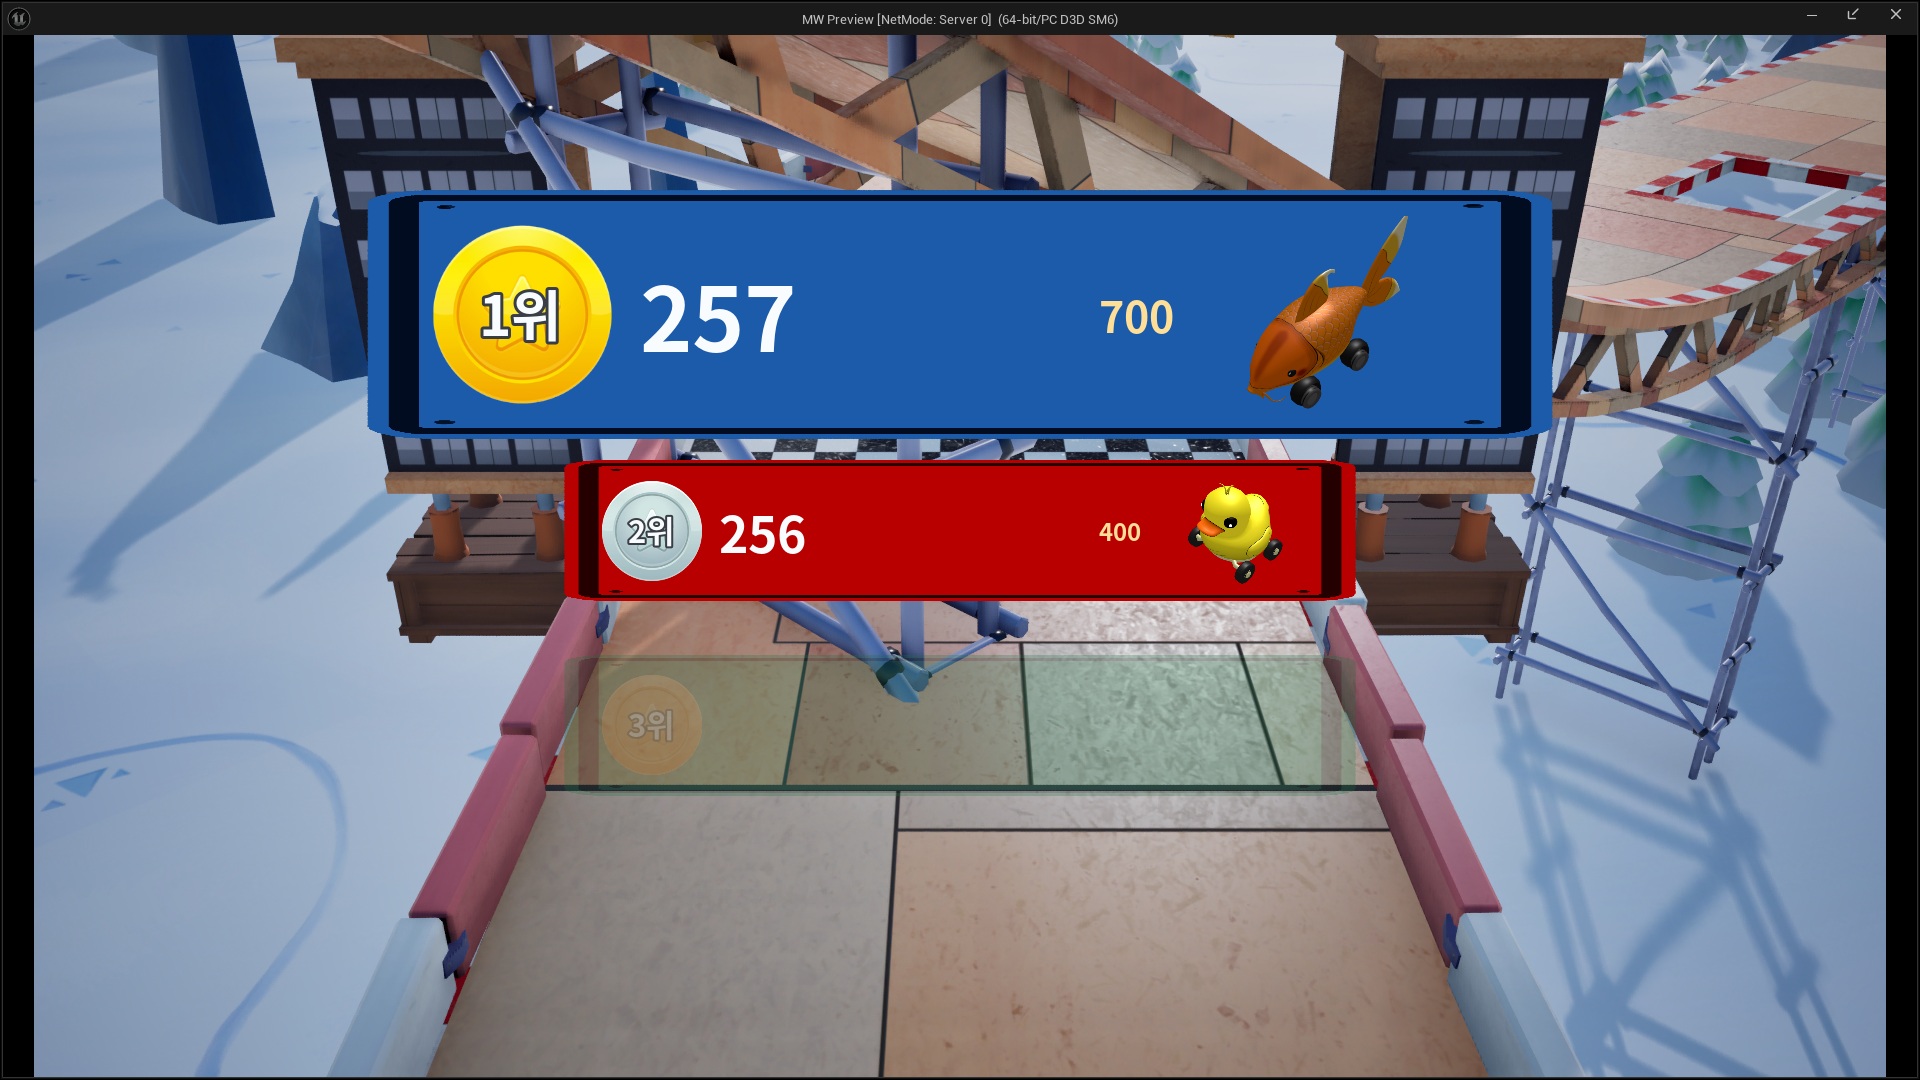 MW Preview [NetMode: Server 0] (64-bit/PC D3D SM6)
1위 257 700
2위 256 400
3위